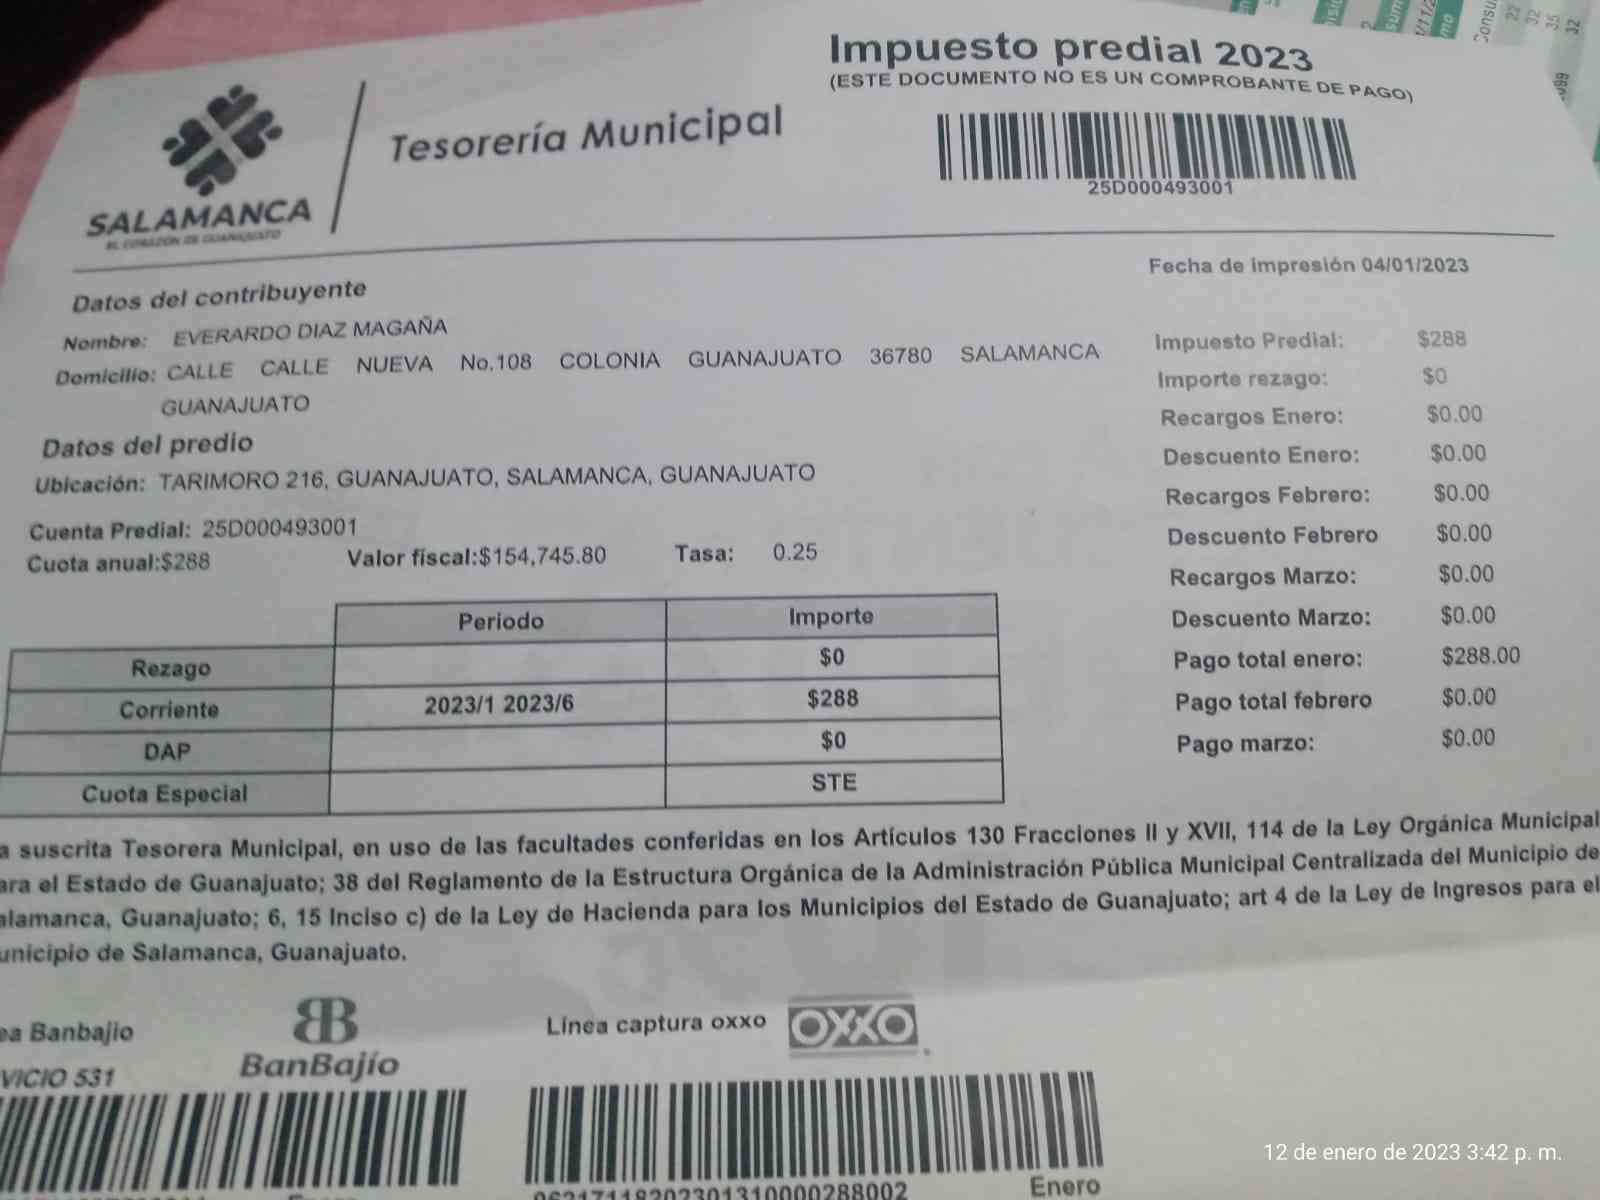 Impuesto predial 2023
(ESTE DOCUMENTO NO ES UN COMPROBANTE DE PAGO)
25D000493001
SALAMANCA
EL CORAZÓN DE GUANAJUATO
Tesorería Municipal
Fecha de impresión 04/01/2023
Datos del contribuyente
Nombre: EVERARDO DIAZ MAGAÑA
Domicilio: CALLE CALLE NUEVA No.108 COLONIA GUANAJUATO 36780 SALAMANCA
GUANAJUATO
Datos del predio
Ubicación: TARIMORO 216, GUANAJUATO, SALAMANCA, GUANAJUATO
Cuenta Predial: 25D000493001
Cuota anual:$288 Valor fiscal:$154,745.80 Tasa: 0.25
Impuesto Predial: $288
Importe rezago: $0
Recargos Enero: $0.00
Descuento Enero: $0.00
Recargos Febrero: $0.00
Descuento Febrero $0.00
Recargos Marzo: $0.00
Descuento Marzo: $0.00
Pago total enero: $288.00
Pago total febrero $0.00
Pago marzo: $0.00
Periodo Importe
Rezago $0
Corriente 2023/1 2023/6 $288
DAP $0
Cuota Especial STE
a suscrita Tesorera Municipal, en uso de las facultades conferidas en los Artículos 130 Fracciones II y XVII, 114 de la Ley Orgánica Municipal
ara el Estado de Guanajuato; 38 del Reglamento de la Estructura Orgánica de la Administración Pública Municipal Centralizada del Municipio de
alamanca, Guanajuato; 6, 15 Inciso c) de la Ley de Hacienda para los Municipios del Estado de Guanajuato; art 4 de la Ley de Ingresos para el
unicipio de Salamanca, Guanajuato.
ea Banbajio
BanBajío
VICIO 531
Línea captura oxxo
OXXO
Enero
12 de enero de 2023 3:42 p. m.